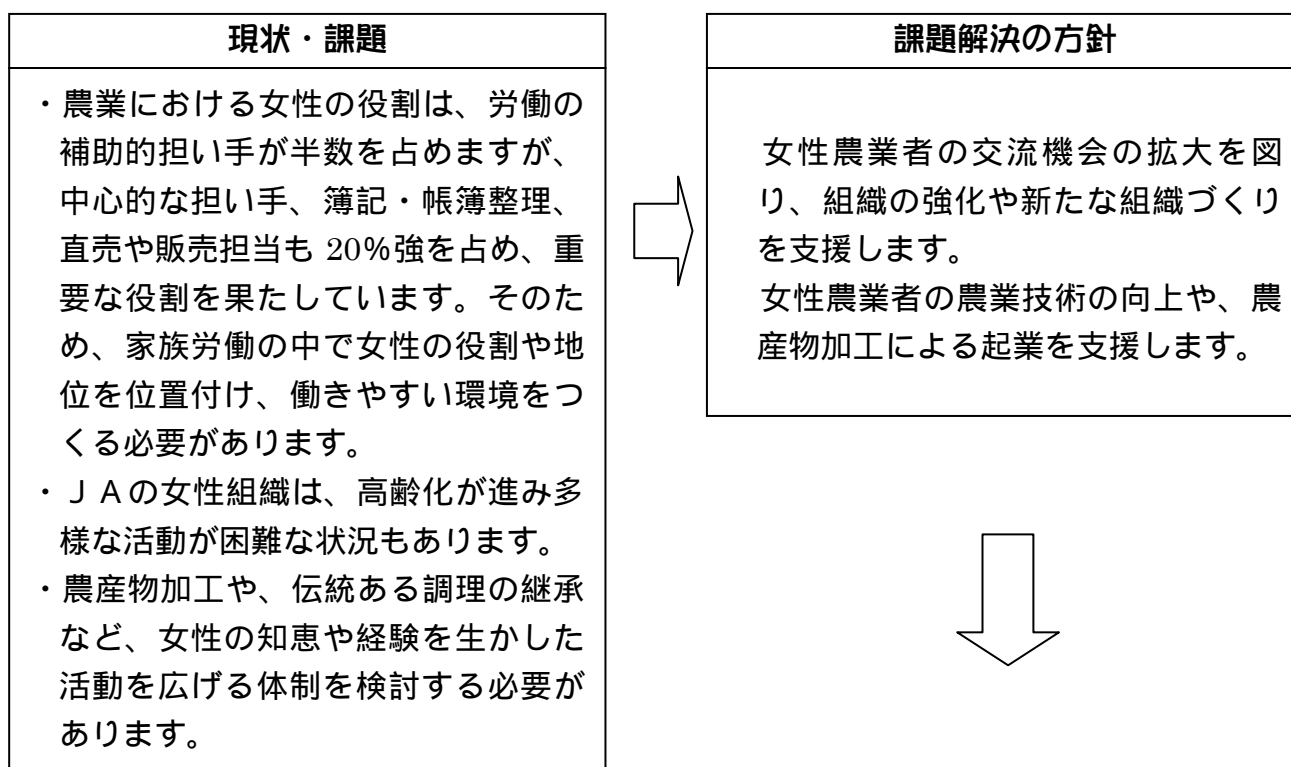 現状・課題
・農業における女性の役割は、労働の
補助的担い手が半数を占めますが、
中心的な担い手、簿記・帳簿整理、
直売や販売担当も 20%強を占め、重
要な役割を果たしています。そのた
め、家族労働の中で女性の役割や地
位を位置付け、働きやすい環境をつ
くる必要があります。
・ＪＡの女性組織は、高齢化が進み多
様な活動が困難な状況もあります。
・農産物加工や、伝統ある調理の継承
など、女性の知恵や経験を生かした
活動を広げる体制を検討する必要が
あります。
課題解決の方針
女性農業者の交流機会の拡大を図
り、組織の強化や新たな組織づくり
を支援します。
女性農業者の農業技術の向上や、農
産物加工による起業を支援します。